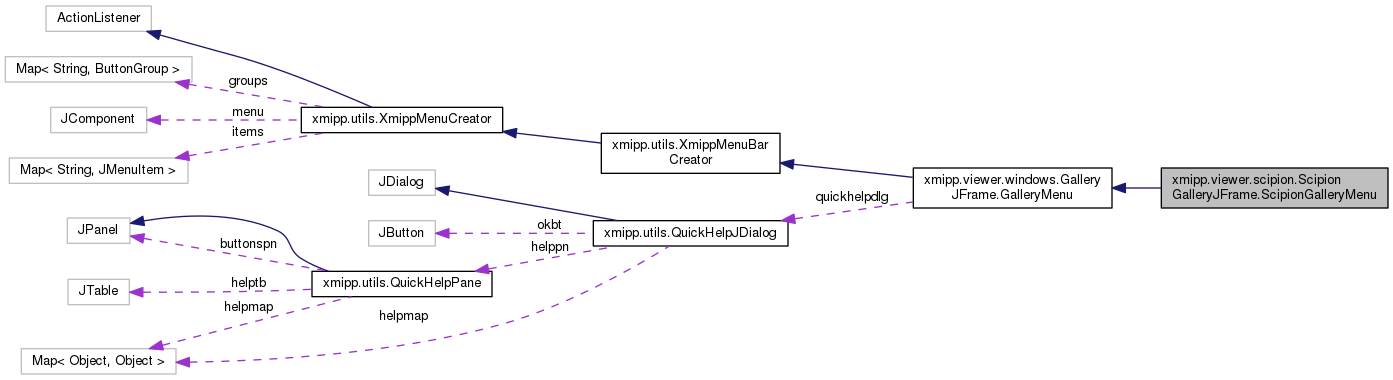 ActionListener
Map< String, ButtonGroup >
groups
JComponent
menu
xmipp.utils.XmippMenuCreator
items
Map< String, JMenuItem >
xmipp.utils.XmippMenuBar
Creator
JDialog
xmipp.viewer.windows.Gallery
JFrame.GalleryMenu
xmipp.viewer.scipion.Scipion
GalleryJFrame.ScipionGalleryMenu
quickhelpdlg
JPanel
buttonspn
JButton
okbt
xmipp.utils.QuickHelpJDialog
helppn
JTable
helptb
xmipp.utils.QuickHelpPane
helpmap
helpmap
Map< Object, Object >